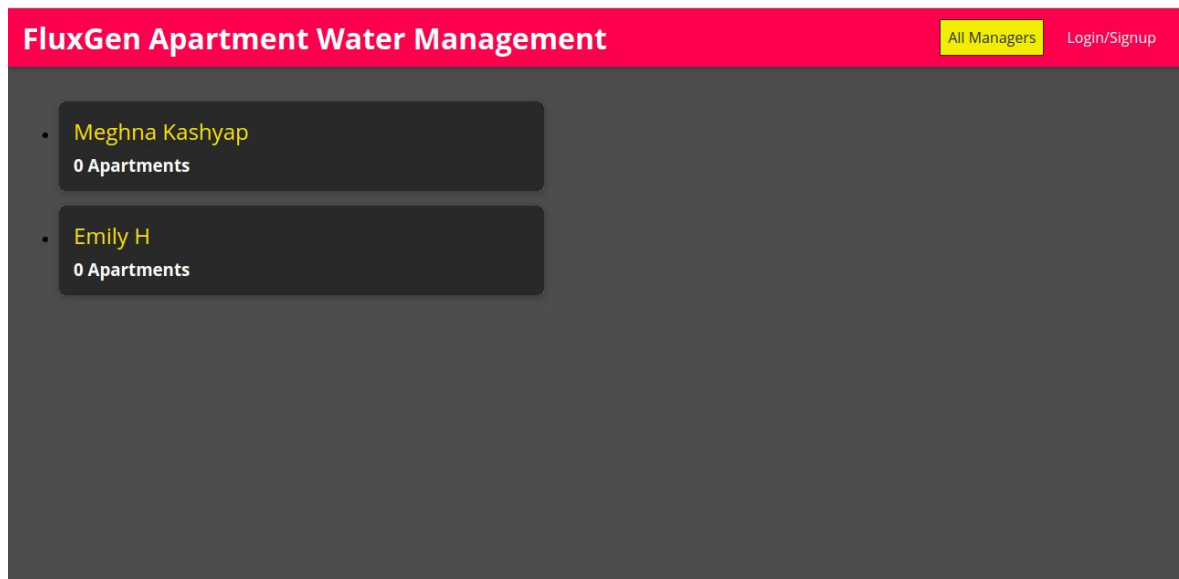 FluxGen Apartment Water Management
All Managers
Login/Signup
Meghna Kashyap
0 Apartments
Emily H
0 Apartments